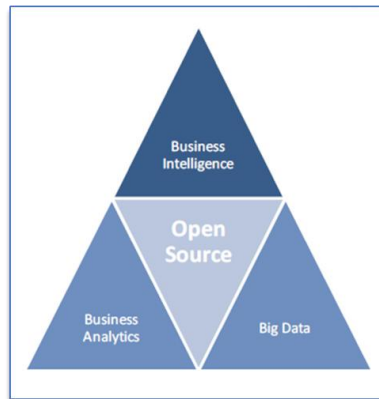 Business
Intelligence
Open
Source
Business
Analytics
Big Data